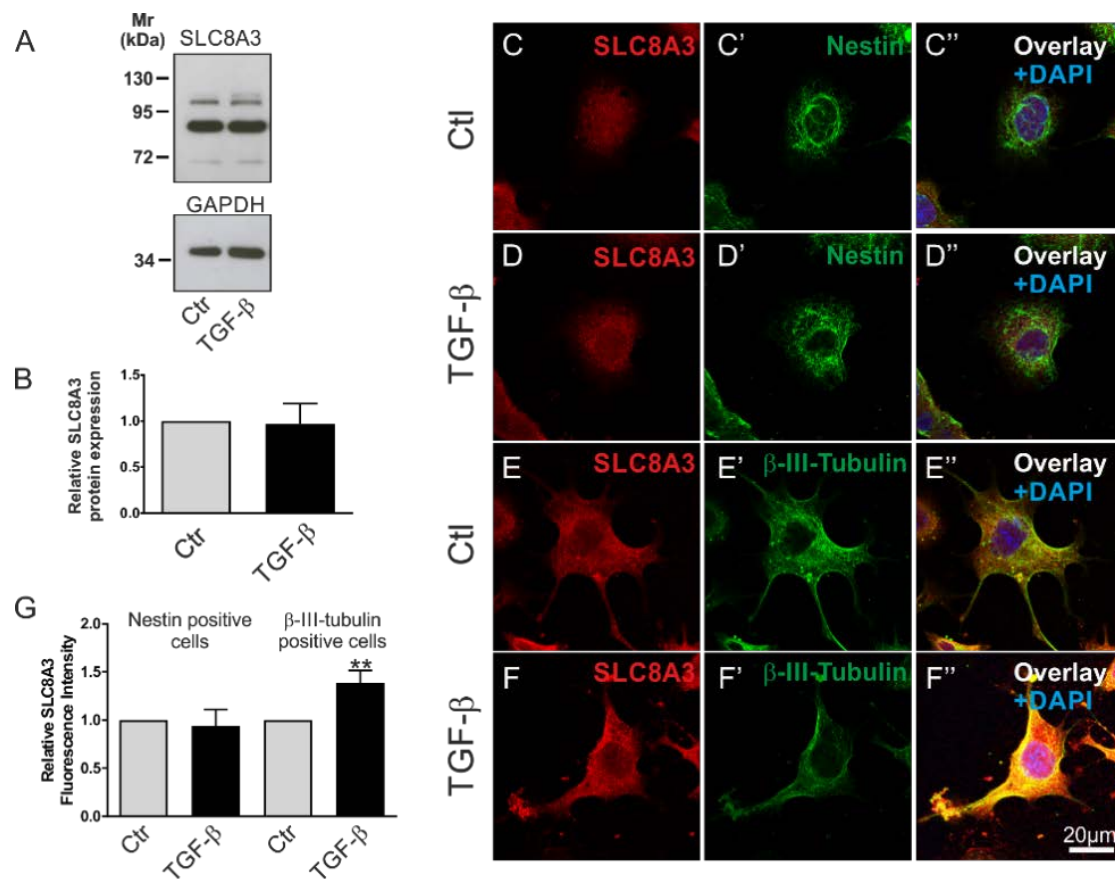 A
Mr
(kDa)
SLC8A3
130
95
72
GAPDH
34
Ctr
TGF-β
B
Relative SLC8A3
protein expression
1.5
1.0
0.5
0.0
Ctr
TGF-β
G
Relative SLC8A3
Fluorescence Intensity
2.0
1.5
1.0
0.5
0.0
Nestin positive
cells
β-III-tubulin
positive cells
**
Ctr
TGF-β
Ctr
TGF-β
Ctl
C SLC8A3
C' Nestin
C'' Overlay
+DAPI
TGF-β
D SLC8A3
D' Nestin
D'' Overlay
+DAPI
Ctl
E SLC8A3
E' β-III-Tubulin
E'' Overlay
+DAPI
TGF-β
F SLC8A3
F' β-III-Tubulin
F'' Overlay
+DAPI
20µm